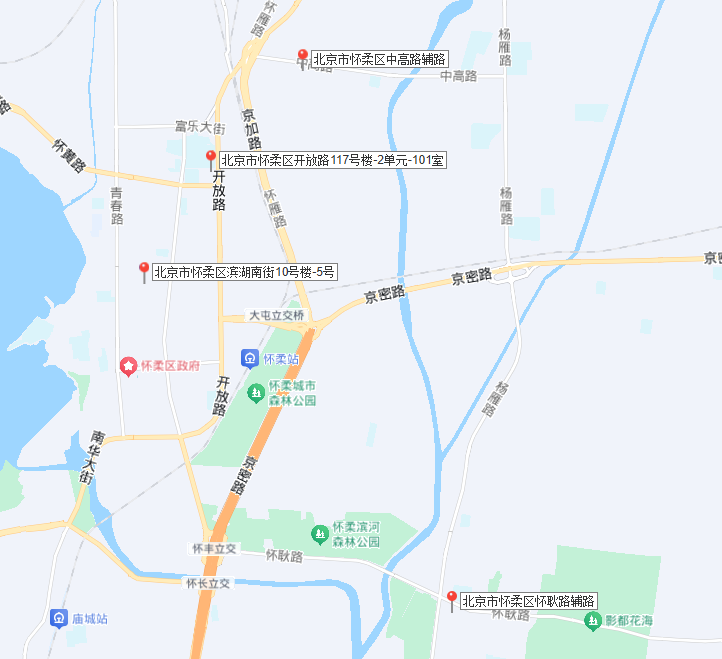 怀雁路
杨雁路
北京市怀柔区中高路辅路
中高路
中高路
京加路
富乐大街
怀黄路
北京市怀柔区开放路117号楼-2单元-101室
开放路
青春路
怀雁路
杨雁路
京密
北京市怀柔区滨湖南街10号楼-5号
京密路
京密路
大屯立交桥
怀柔站
怀柔区政府
怀柔城市
森林公园
开放路
杨雁路
南华大街
京密路
怀柔滨河
森林公园
怀丰立交
怀耿路
怀长立交
北京市怀柔区怀耿路辅路
怀耿路
庙城站
影都花海